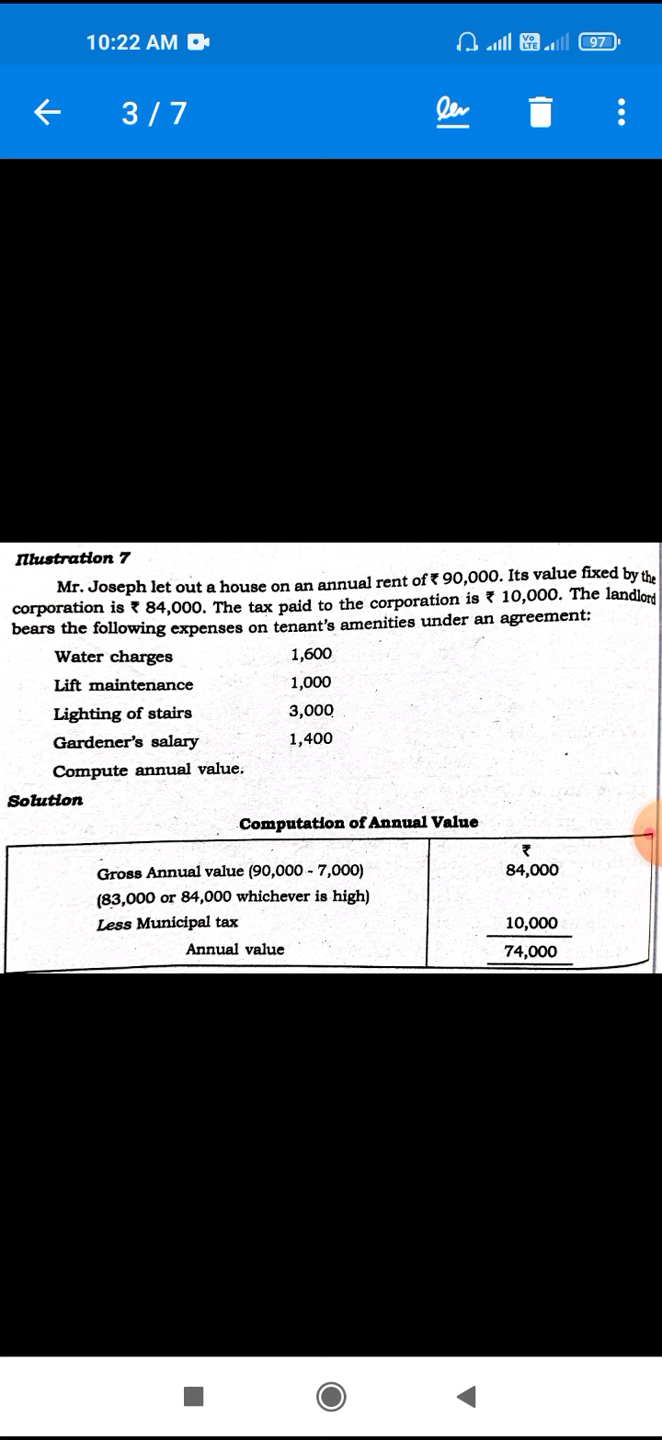 10:22 AM
Vo LTE
97
3 / 7
Illustration 7
Mr. Joseph let out a house on an annual rent of ₹ 90,000. Its value fixed by the
corporation is ₹ 84,000. The tax paid to the corporation is ₹ 10,000. The landlord
bears the following expenses on tenant's amenities under an agreement:
Water charges 1,600
Lift maintenance 1,000
Lighting of stairs 3,000
Gardener's salary 1,400
Compute annual value.
Solution
Computation of Annual Value
₹
Gross Annual value (90,000 - 7,000) 84,000
(83,000 or 84,000 whichever is high)
Less Municipal tax 10,000
Annual value 74,000